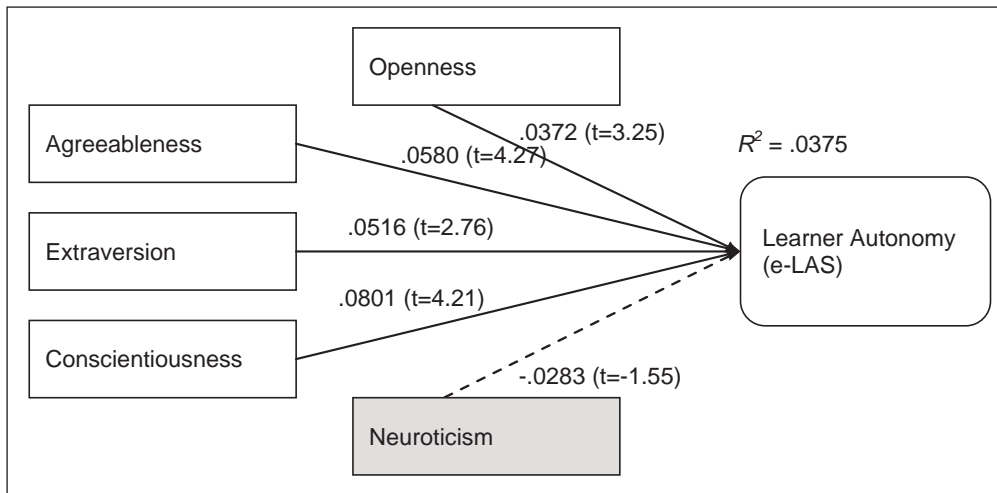 Openness
.0372 (t=3.25)
Agreeableness
.0580 (t=4.27)
R² = .0375
Extraversion
.0516 (t=2.76)
Learner Autonomy
(e-LAS)
.0801 (t=4.21)
Conscientiousness
-.0283 (t=-1.55)
Neuroticism